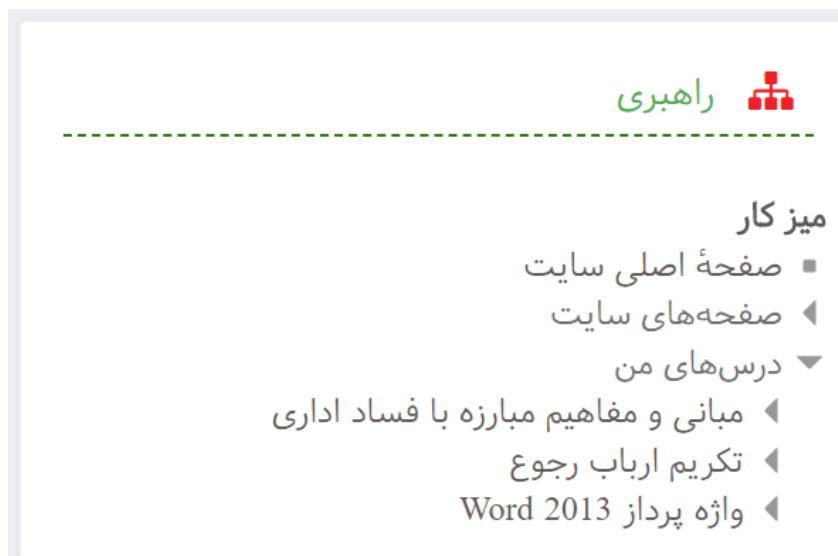 راهبری
میز کار
صفحهٔ اصلی سایت
صفحه‌های سایت
درس‌های من
مبانی و مفاهیم مبارزه با فساد اداری
تکریم ارباب رجوع
واژه پرداز Word 2013